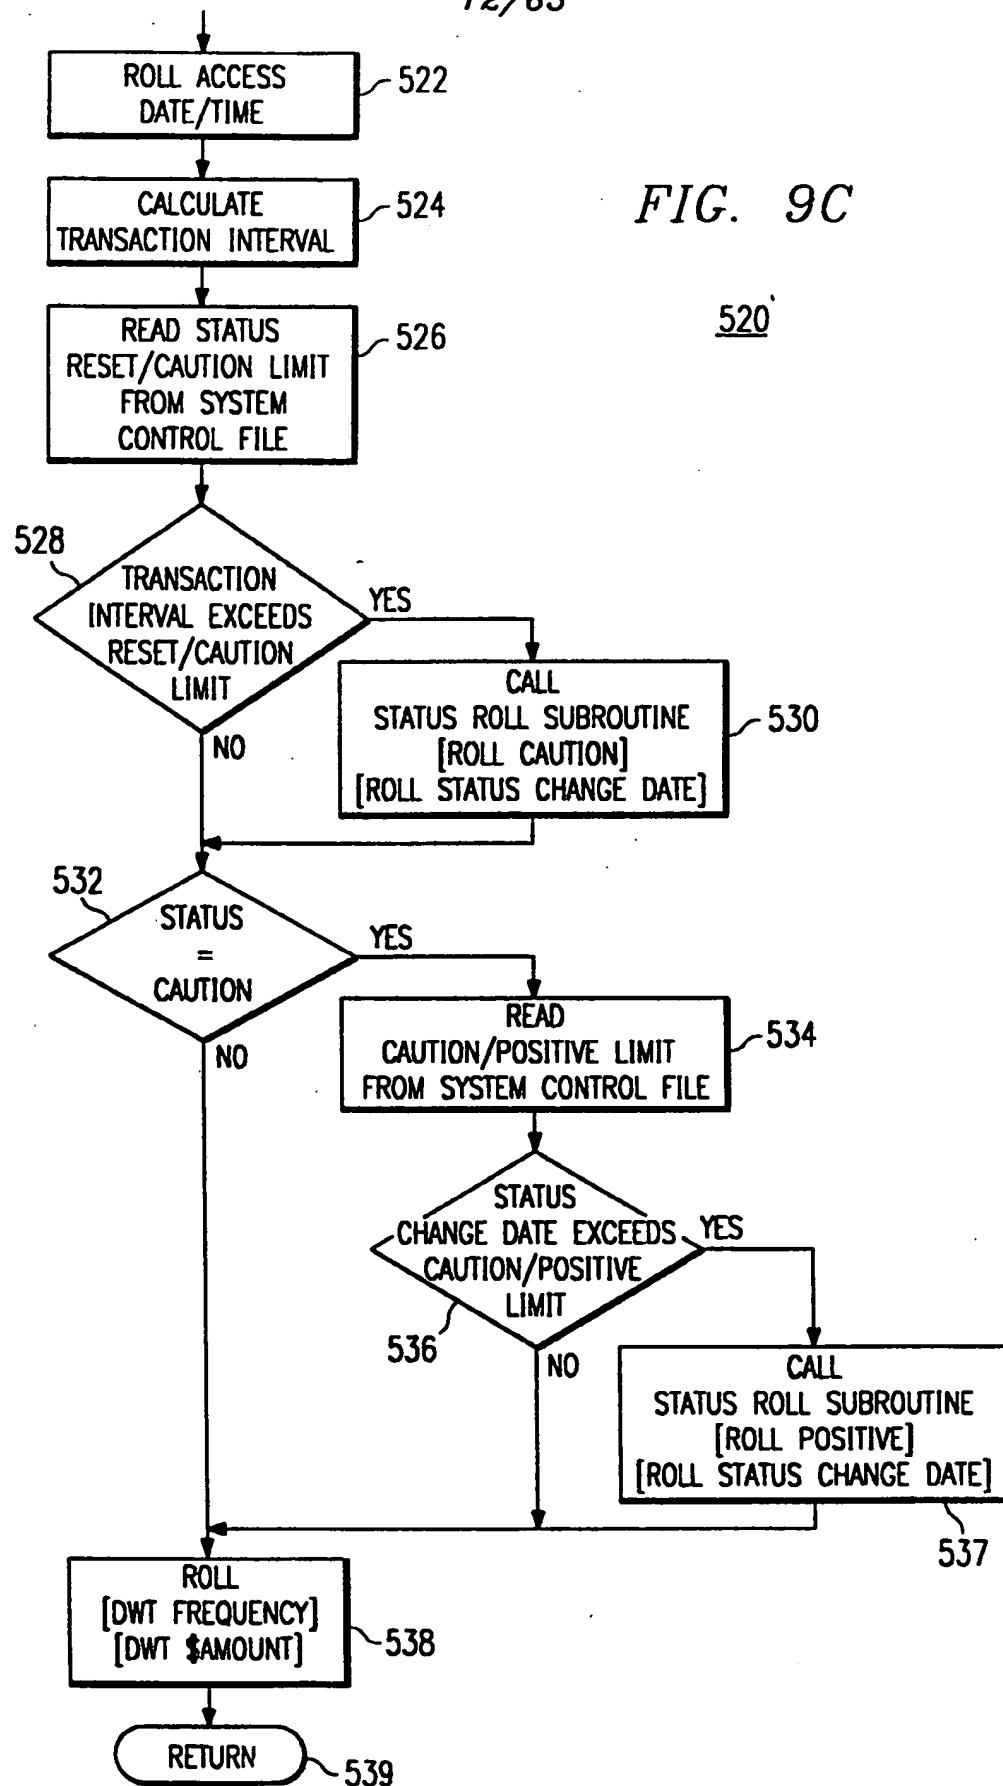 ROLL ACCESS
DATE/TIME
522
CALCULATE
TRANSACTION INTERVAL
524
FIG. 9C
520'
READ STATUS
RESET/CAUTION LIMIT
FROM SYSTEM
CONTROL FILE
526
528
TRANSACTION
INTERVAL EXCEEDS
RESET/CAUTION
LIMIT
YES
NO
CALL
STATUS ROLL SUBROUTINE
[ROLL CAUTION]
[ROLL STATUS CHANGE DATE]
530
532
STATUS
=
CAUTION
YES
NO
READ
CAUTION/POSITIVE LIMIT
FROM SYSTEM CONTROL FILE
534
STATUS
CHANGE DATE EXCEEDS
CAUTION/POSITIVE
LIMIT
YES
536
NO
CALL
STATUS ROLL SUBROUTINE
[ROLL POSITIVE]
[ROLL STATUS CHANGE DATE]
537
ROLL
[DWT FREQUENCY]
[DWT $AMOUNT]
538
RETURN
539